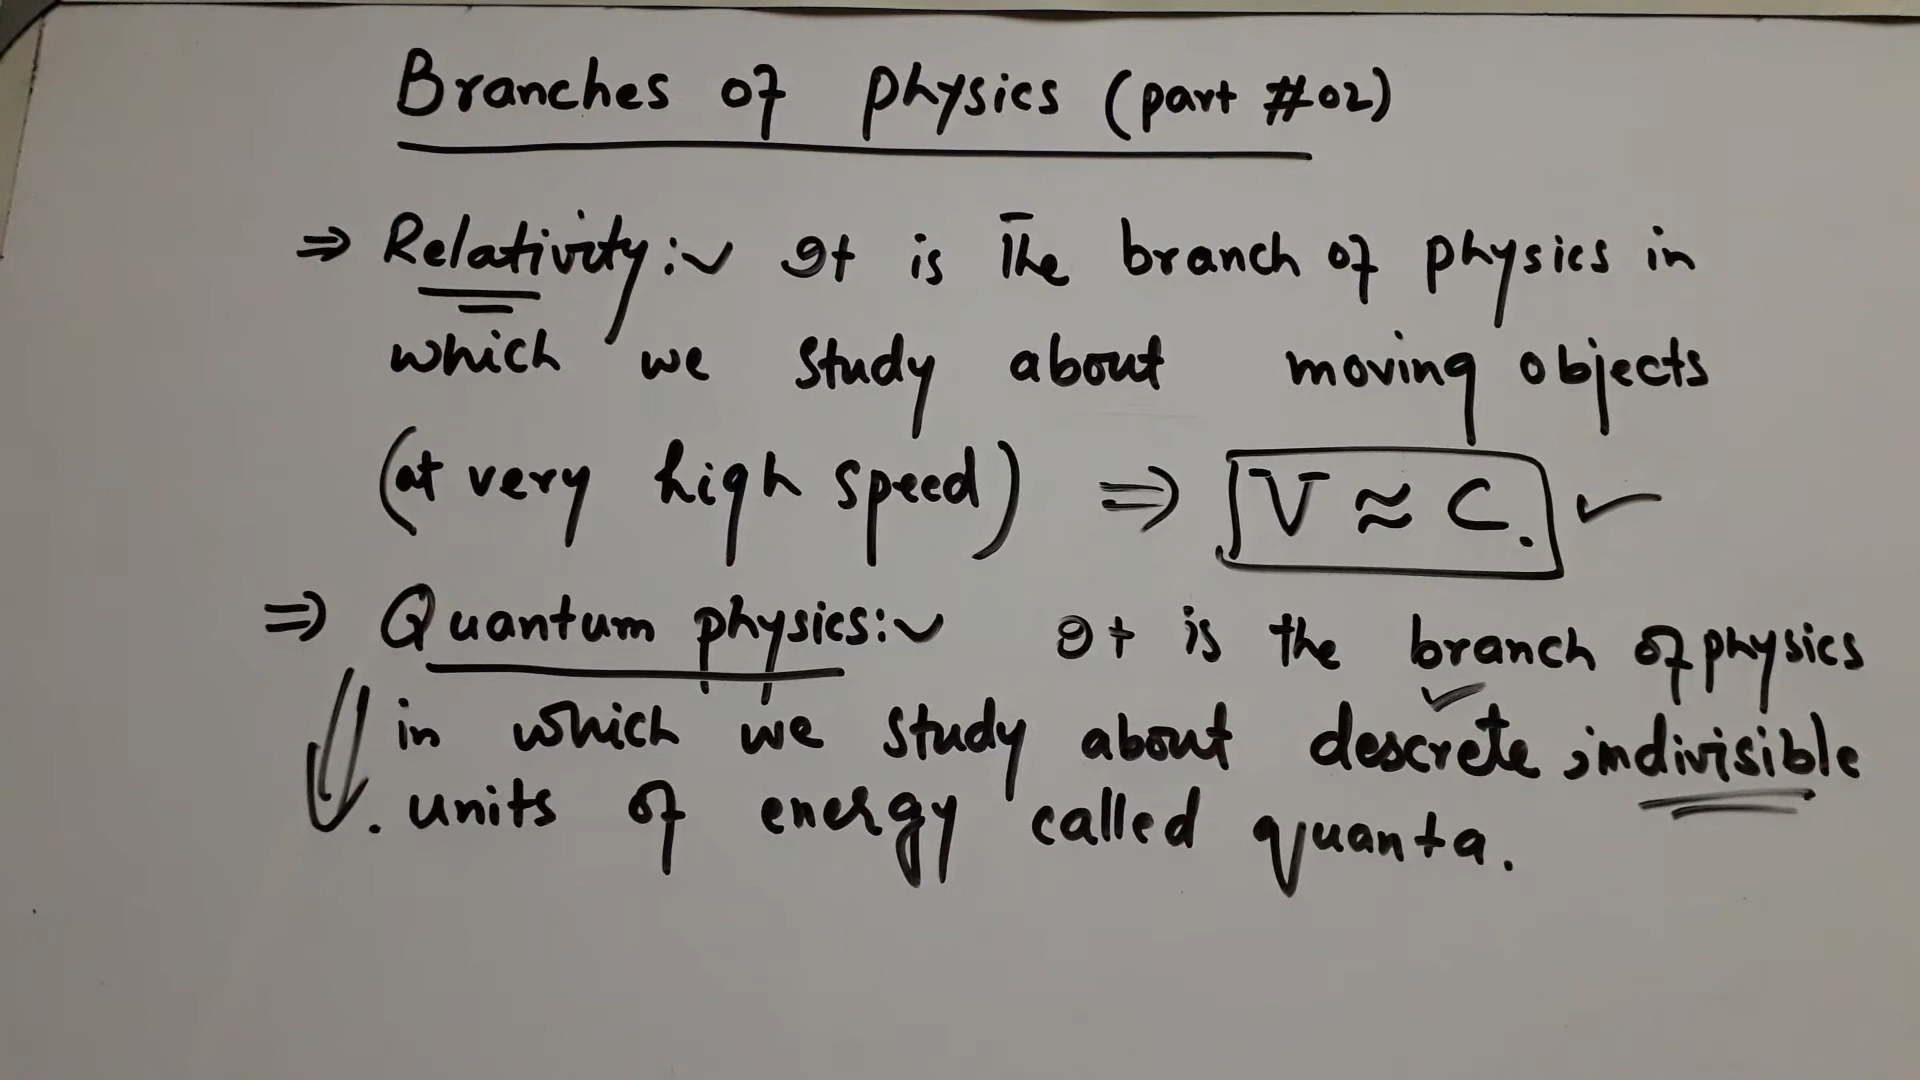 Branches of physics (part #02)
⇒ Relativity:~ It is The branch of physics in
which we study about moving objects
(at very high speed) ⇒ V ≈ C. ✓
⇒ Quantum physics:~ It is the branch of physics
in which we study about descrete, indivisible
units of energy called quanta.